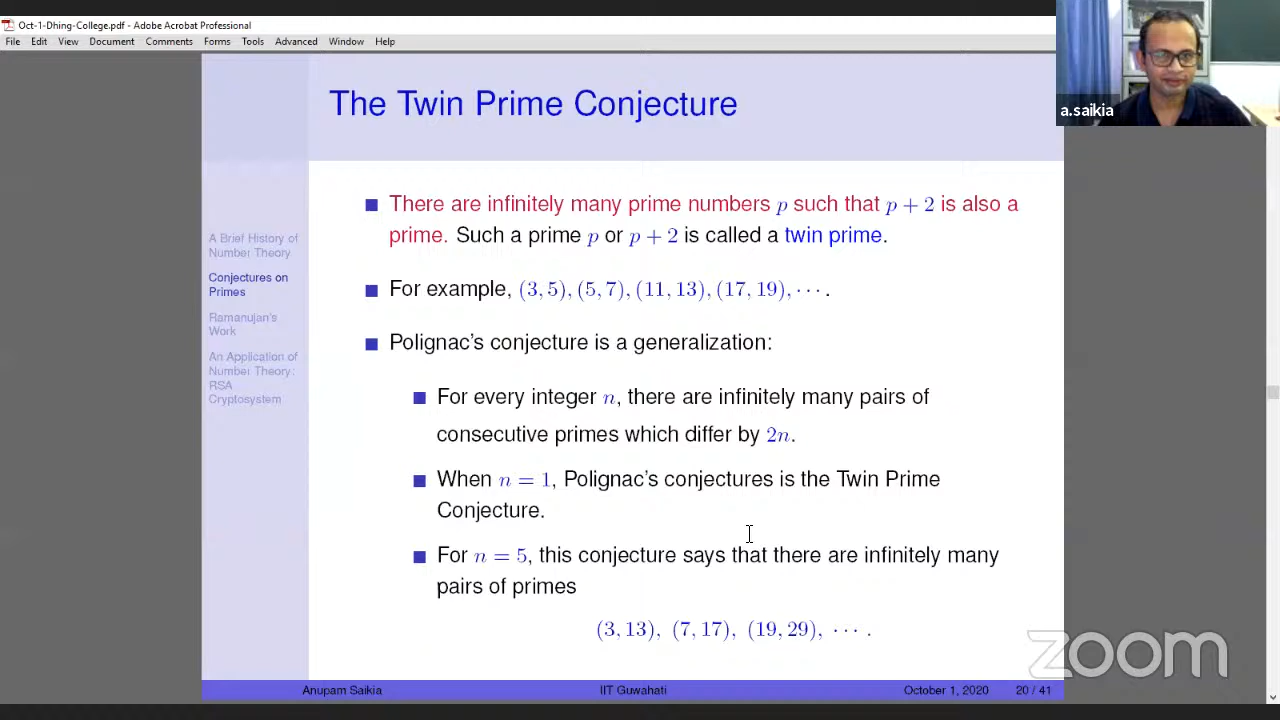 Oct-1-Dhing-College.pdf - Adobe Acrobat Professional
File Edit View Document Comments Forms Tools Advanced Window Help
a.saikia
The Twin Prime Conjecture
A Brief History of
Number Theory
Conjectures on
Primes
Ramanujan's
Work
An Application of
Number Theory:
RSA
Cryptosystem
There are infinitely many prime numbers p such that p + 2 is also a
prime. Such a prime p or p + 2 is called a twin prime.
For example, (3, 5), (5, 7), (11, 13), (17, 19), ··· .
Polignac's conjecture is a generalization:
For every integer n, there are infinitely many pairs of
consecutive primes which differ by 2n.
When n = 1, Polignac's conjectures is the Twin Prime
Conjecture.
For n = 5, this conjecture says that there are infinitely many
pairs of primes
(3, 13), (7, 17), (19, 29), ··· .
zoom
Anupam Saikia IIT Guwahati October 1, 2020 20 / 41